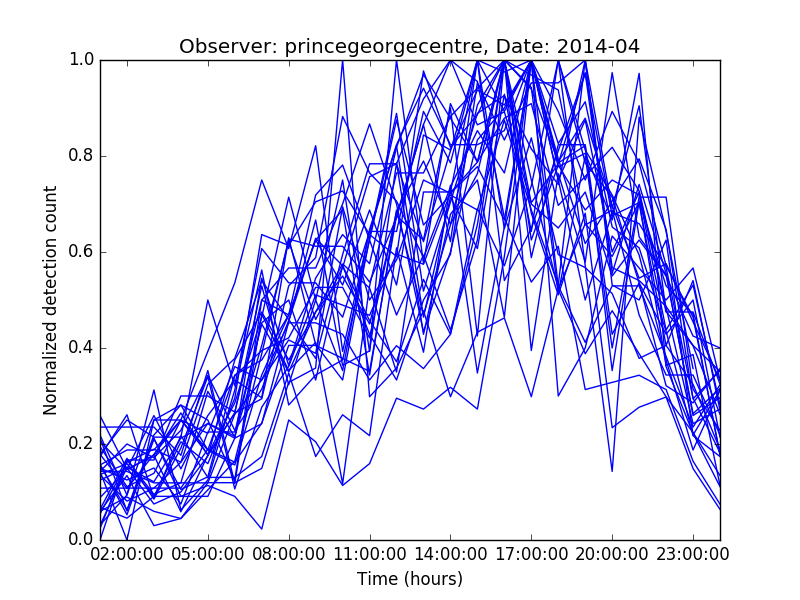 Observer: princegeorgecentre, Date: 2014-04
Normalized detection count
1.0
0.8
0.6
0.4
0.2
0.0
02:00:00 05:00:00 08:00:00 11:00:00 14:00:00 17:00:00 20:00:00 23:00:00
Time (hours)